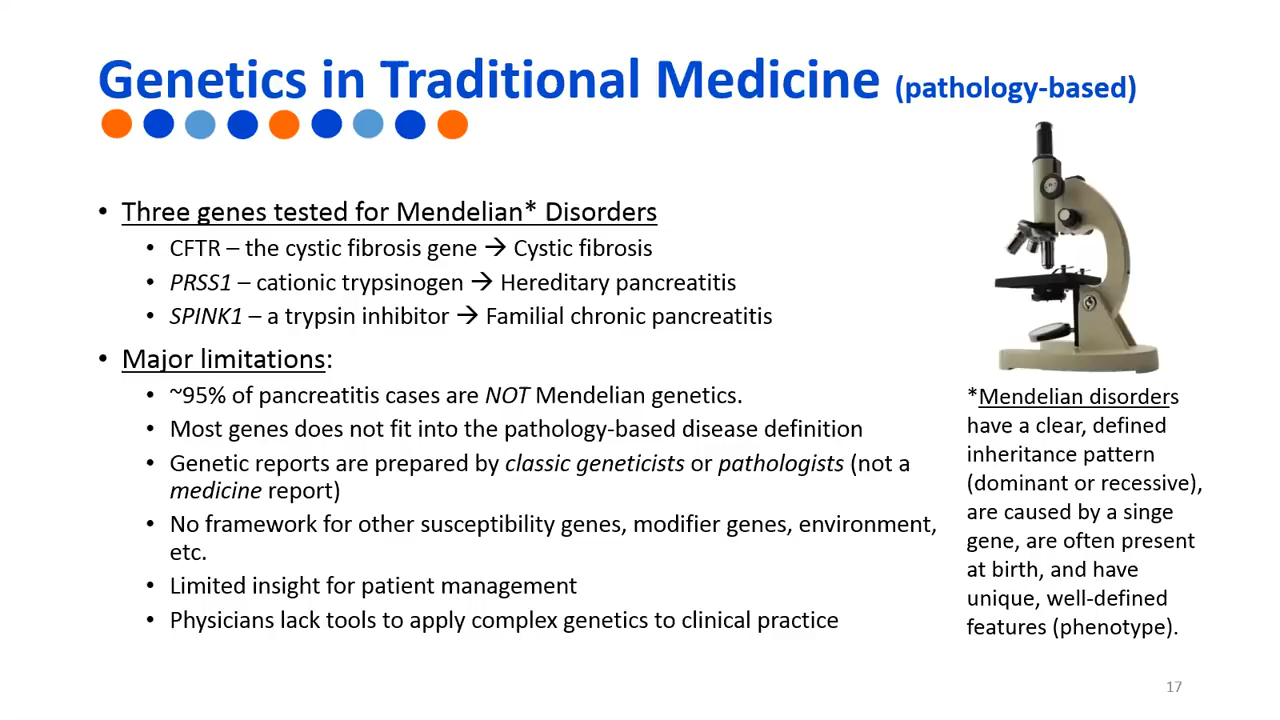 Genetics in Traditional Medicine (pathology-based)
• Three genes tested for Mendelian* Disorders
• CFTR – the cystic fibrosis gene → Cystic fibrosis
• PRSS1 – cationic trypsinogen → Hereditary pancreatitis
• SPINK1 – a trypsin inhibitor → Familial chronic pancreatitis
• Major limitations:
• ~95% of pancreatitis cases are NOT Mendelian genetics.
• Most genes does not fit into the pathology-based disease definition
• Genetic reports are prepared by classic geneticists or pathologists (not a
medicine report)
• No framework for other susceptibility genes, modifier genes, environment,
etc.
• Limited insight for patient management
• Physicians lack tools to apply complex genetics to clinical practice
*Mendelian disorders
have a clear, defined
inheritance pattern
(dominant or recessive),
are caused by a singe
gene, are often present
at birth, and have
unique, well-defined
features (phenotype).
17